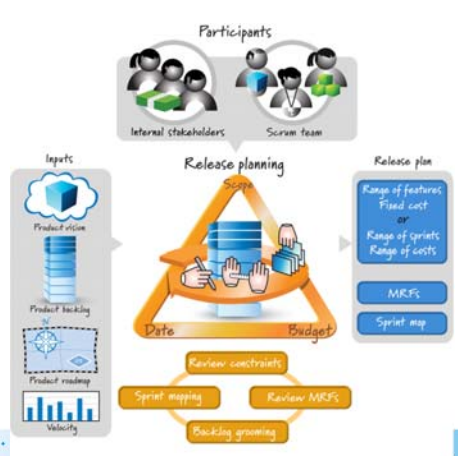 Participants
Internal stakeholders
Scrum team
Inputs
Product vision
Product backlog
N
Product roadmap
Velocity
Release planning
Scope
Date
Budget
Review constraints
Sprint mapping
Review MRFs
Backlog grooming
Release plan
Range of features
Fixed cost
or
Range of sprints
Range of costs
MRFs
Sprint map